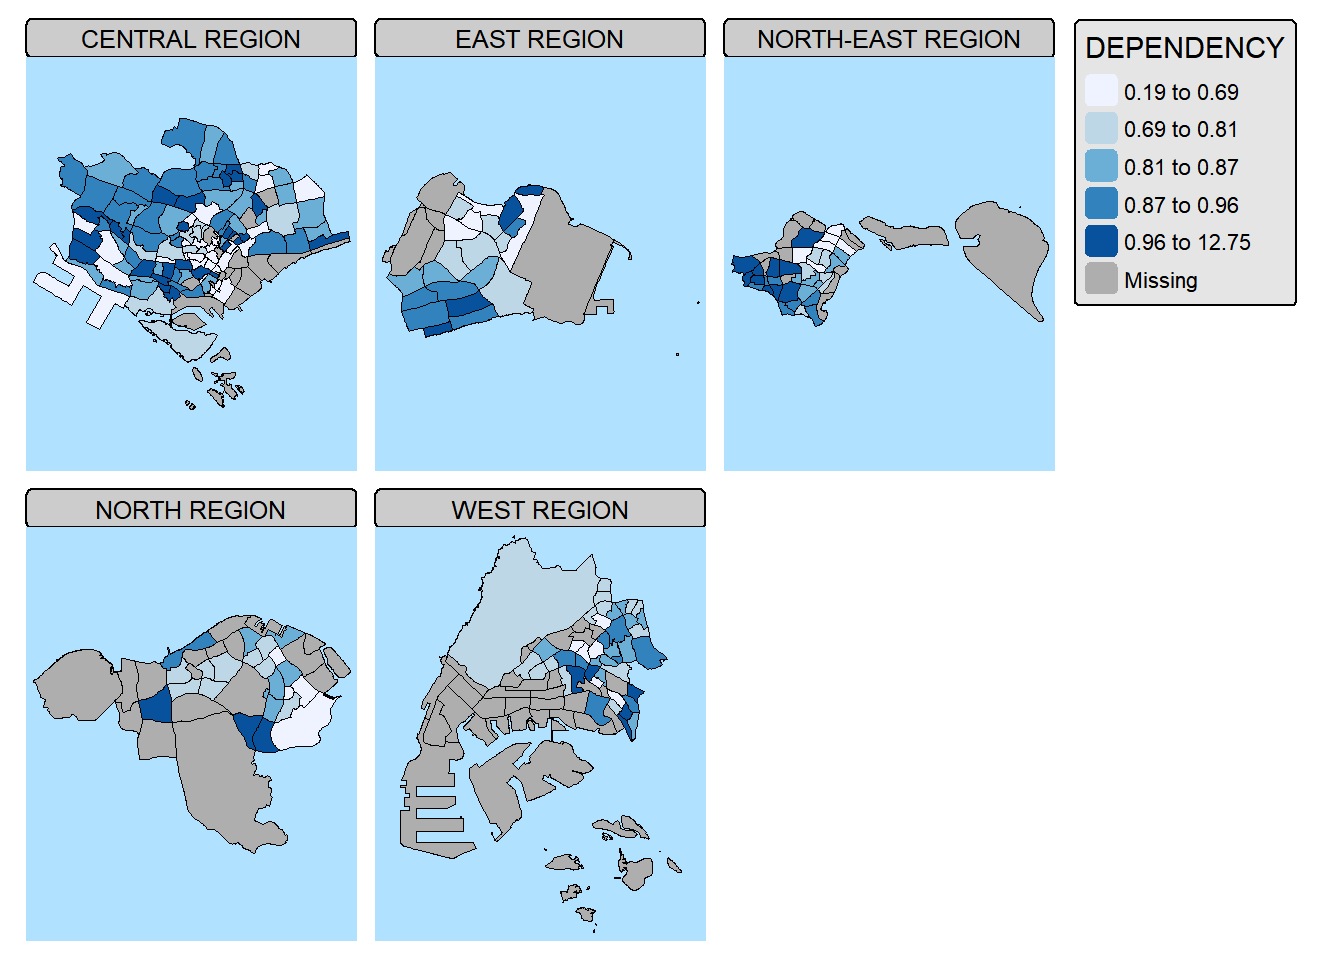 CENTRAL REGION
EAST REGION
NORTH-EAST REGION
DEPENDENCY
0.19 to 0.69
0.69 to 0.81
0.81 to 0.87
0.87 to 0.96
0.96 to 12.75
Missing
NORTH REGION
WEST REGION